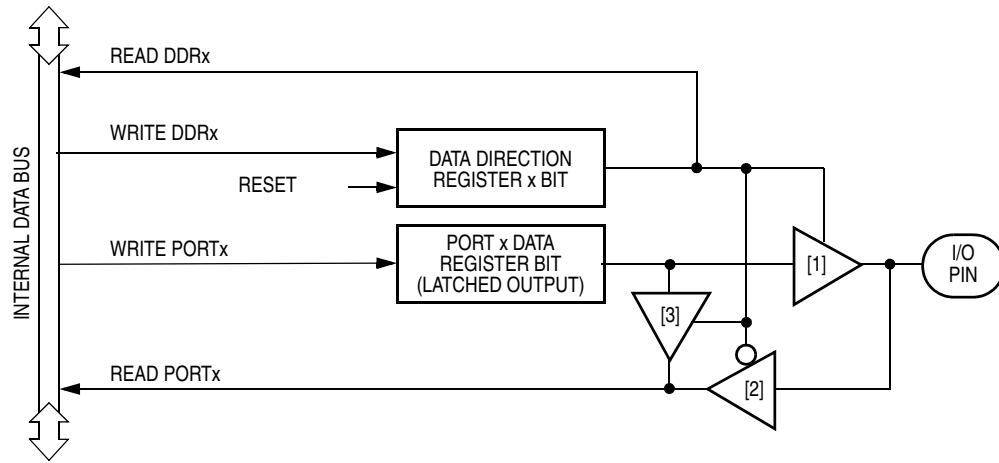 READ DDRx
WRITE DDRx
RESET
DATA DIRECTION
REGISTER x BIT
INTERNAL DATA BUS
WRITE PORTx
PORT x DATA
REGISTER BIT
(LATCHED OUTPUT)
[1]
I/O
PIN
[3]
READ PORTx
[2]